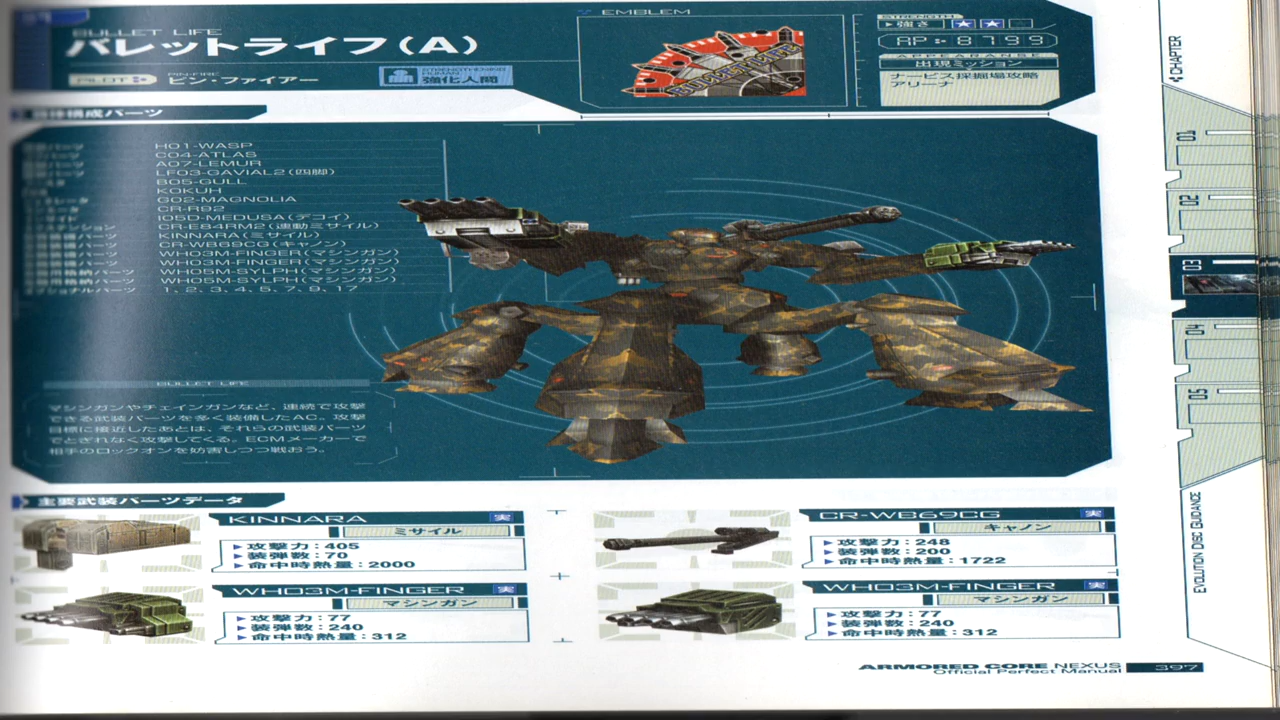 BULLET LIFE
バレットライフ(A)
PILOT
PIN-FIRE
ピン・ファイアー
強化人間
EMBLEM
STRENGTH
強さ
AP:8799
APPEARANSE
出現ミッション
ナービス採掘場攻略
アリーナ
構成パーツ
H01-WASP
C04-ATLAS
A07-LEMUR
LF03-GAVIAL2(四脚)
B05-GULL
KOKUH
G02-MAGNOLIA
CR-R92
I05D-MEDUSA(デコイ)
CR-E84RM2(連動ミサイル)
KINNARA(ミサイル)
CR-WB69CG(キャノン)
WH03M-FINGER(マシンガン)
WH03M-FINGER(マシンガン)
WH05M-SYLPH(マシンガン)
WH05M-SYLPH(マシンガン)
1、2、3、4、5、7、9、17
BULLET LIFE
マシンガンやチェインガンなど、連続で攻撃
できる武装パーツを多く装備したAC。攻撃
目標に接近したあとは、それらの武装パーツ
でとぎれなく攻撃してくる。ECMメーカーで
相手のロックオンを妨害しつつ戦おう。
主要武装パーツデータ
KINNARA
実
ミサイル
攻撃力:405
装弾数:70
命中時熱量:2000
CR-WB69CG
実
キャノン
攻撃力:248
装弾数:200
命中時熱量:1722
WH03M-FINGER
実
マシンガン
攻撃力:77
装弾数:240
命中時熱量:312
WH03M-FINGER
実
マシンガン
攻撃力:77
装弾数:240
命中時熱量:312
CHAPTER
01
02
03
04
05
EVOLUTION DISC GUIDANCE
ARMORED CORE NEXUS
Official Perfect Manual
397